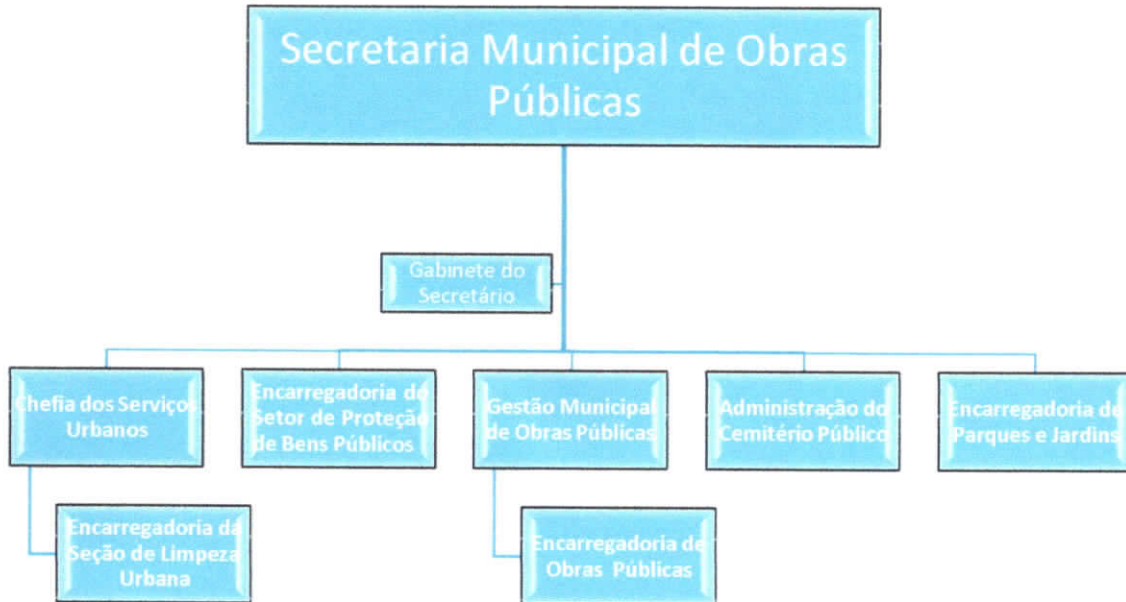 Secretaria Municipal de Obras
Públicas
Gabinete do
Secretário
Chefia dos Serviços
Urbanos
Encarregadoria do
Setor de Proteção
de Bens Públicos
Gestão Municipal
de Obras Públicas
Administração do
Cemitério Público
Encarregadoria de
Parques e Jardins
Encarregadoria da
Seção de Limpeza
Urbana
Encarregadoria de
Obras Públicas